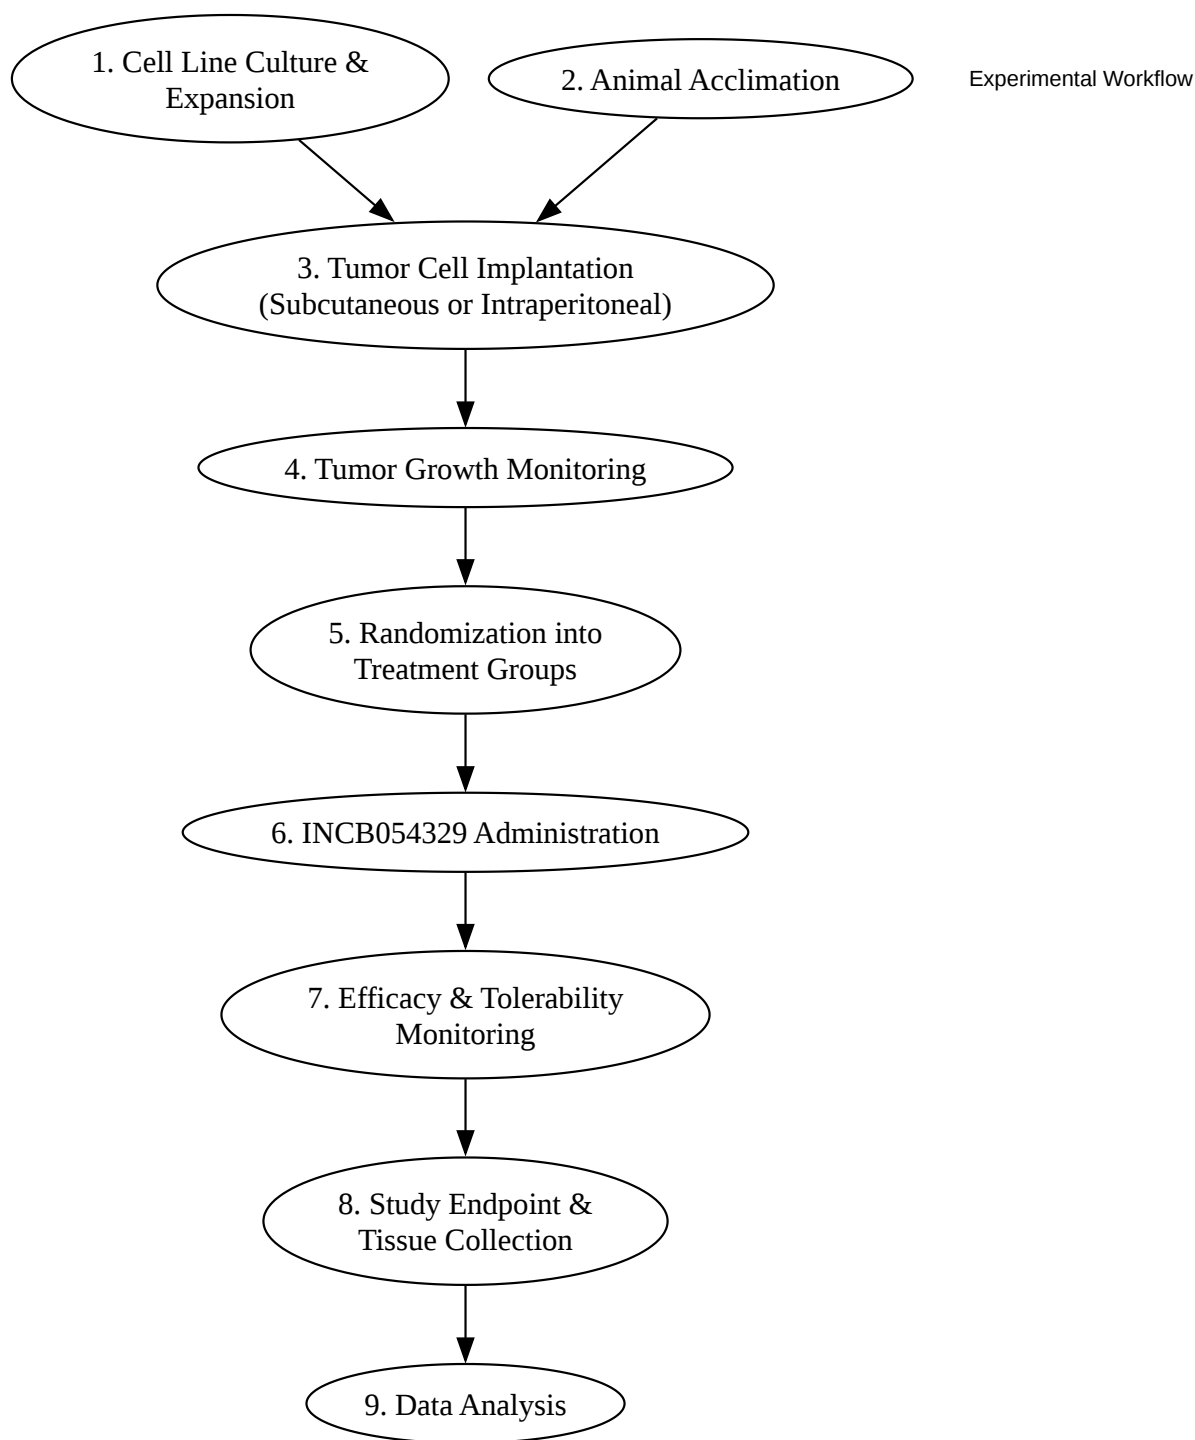 1. Cell Line Culture &
Expansion
2. Animal Acclimation
Experimental Workflow
3. Tumor Cell Implantation
(Subcutaneous or Intraperitoneal)
4. Tumor Growth Monitoring
5. Randomization into
Treatment Groups
6. INCB054329 Administration
7. Efficacy & Tolerability
Monitoring
8. Study Endpoint &
Tissue Collection
9. Data Analysis